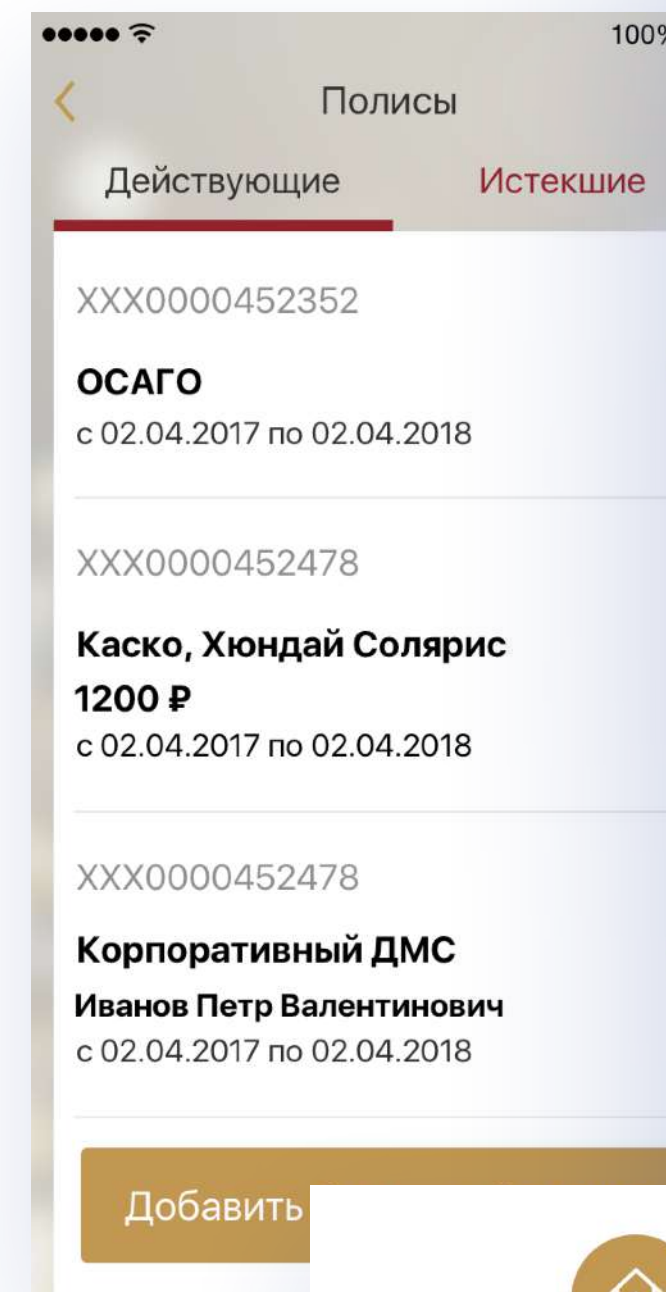 100%
Полисы
Действующие Истекшие
XXX0000452352
ОСАГО
с 02.04.2017 по 02.04.2018
XXX0000452478
Каско, Хюндай Солярис
1200 ₽
с 02.04.2017 по 02.04.2018
XXX0000452478
Корпоративный ДМС
Иванов Петр Валентинович
с 02.04.2017 по 02.04.2018
Добавить